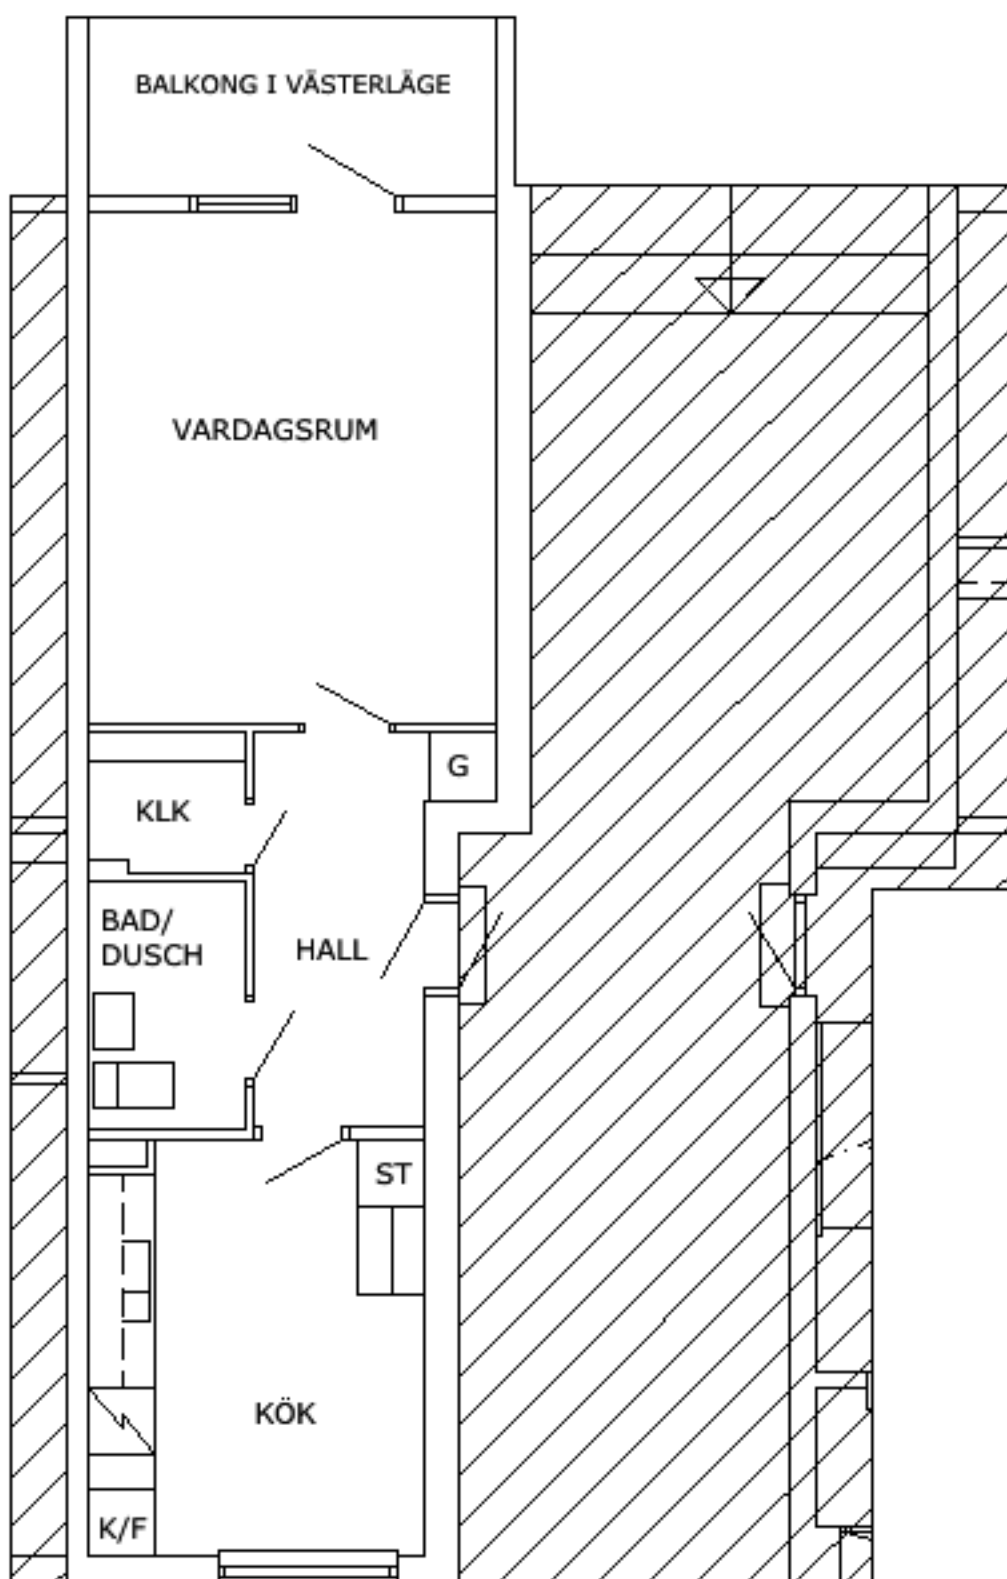 BALKONG I VÄSTERLÄGE
VARDAGSRUM
G
KLK
BAD/
DUSCH
HALL
ST
KÖK
K/F